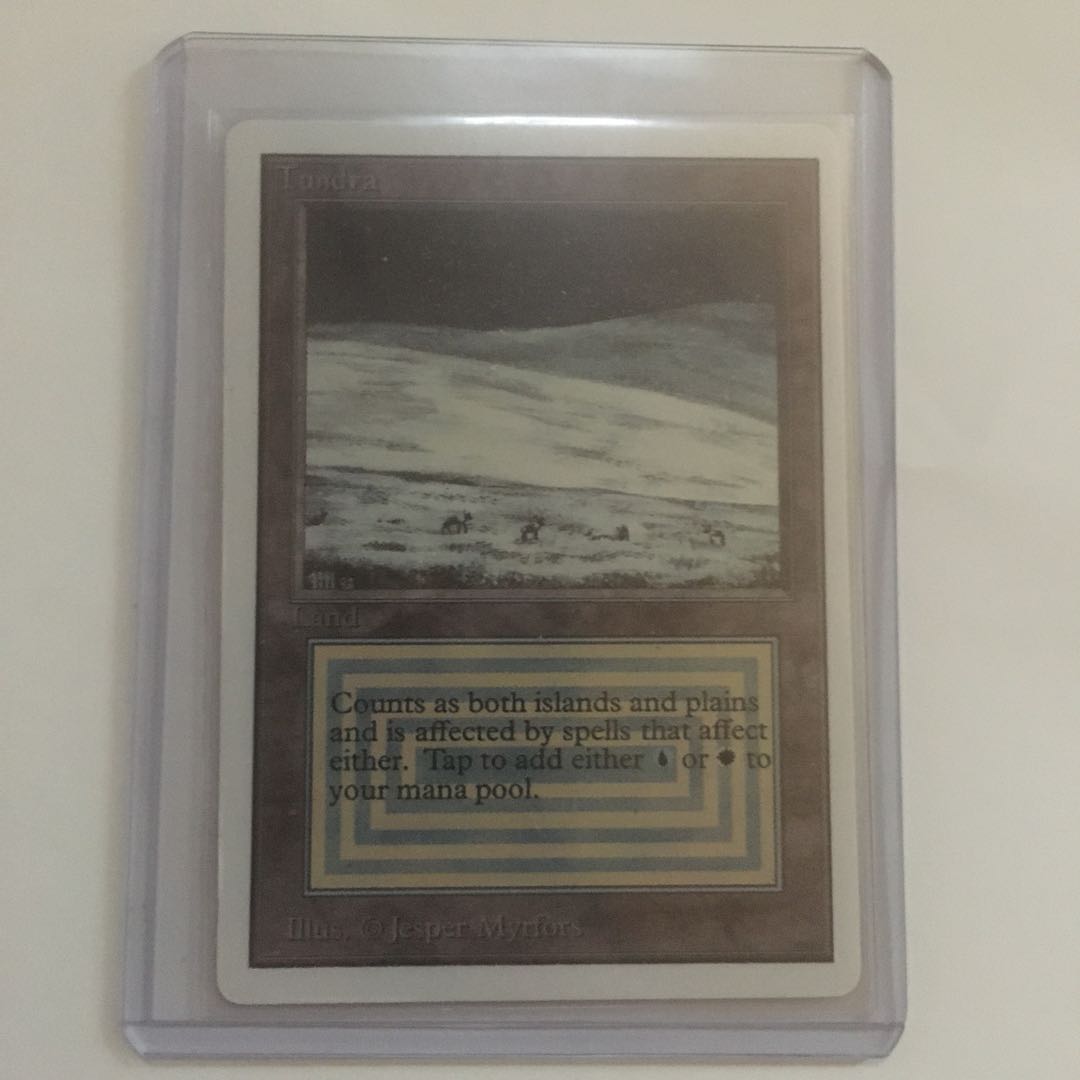 Tundra
Land
Counts as both islands and plains
and is affected by spells that affect
either. Tap to add either or to
your mana pool.
Illus. © Jesper Myrfors